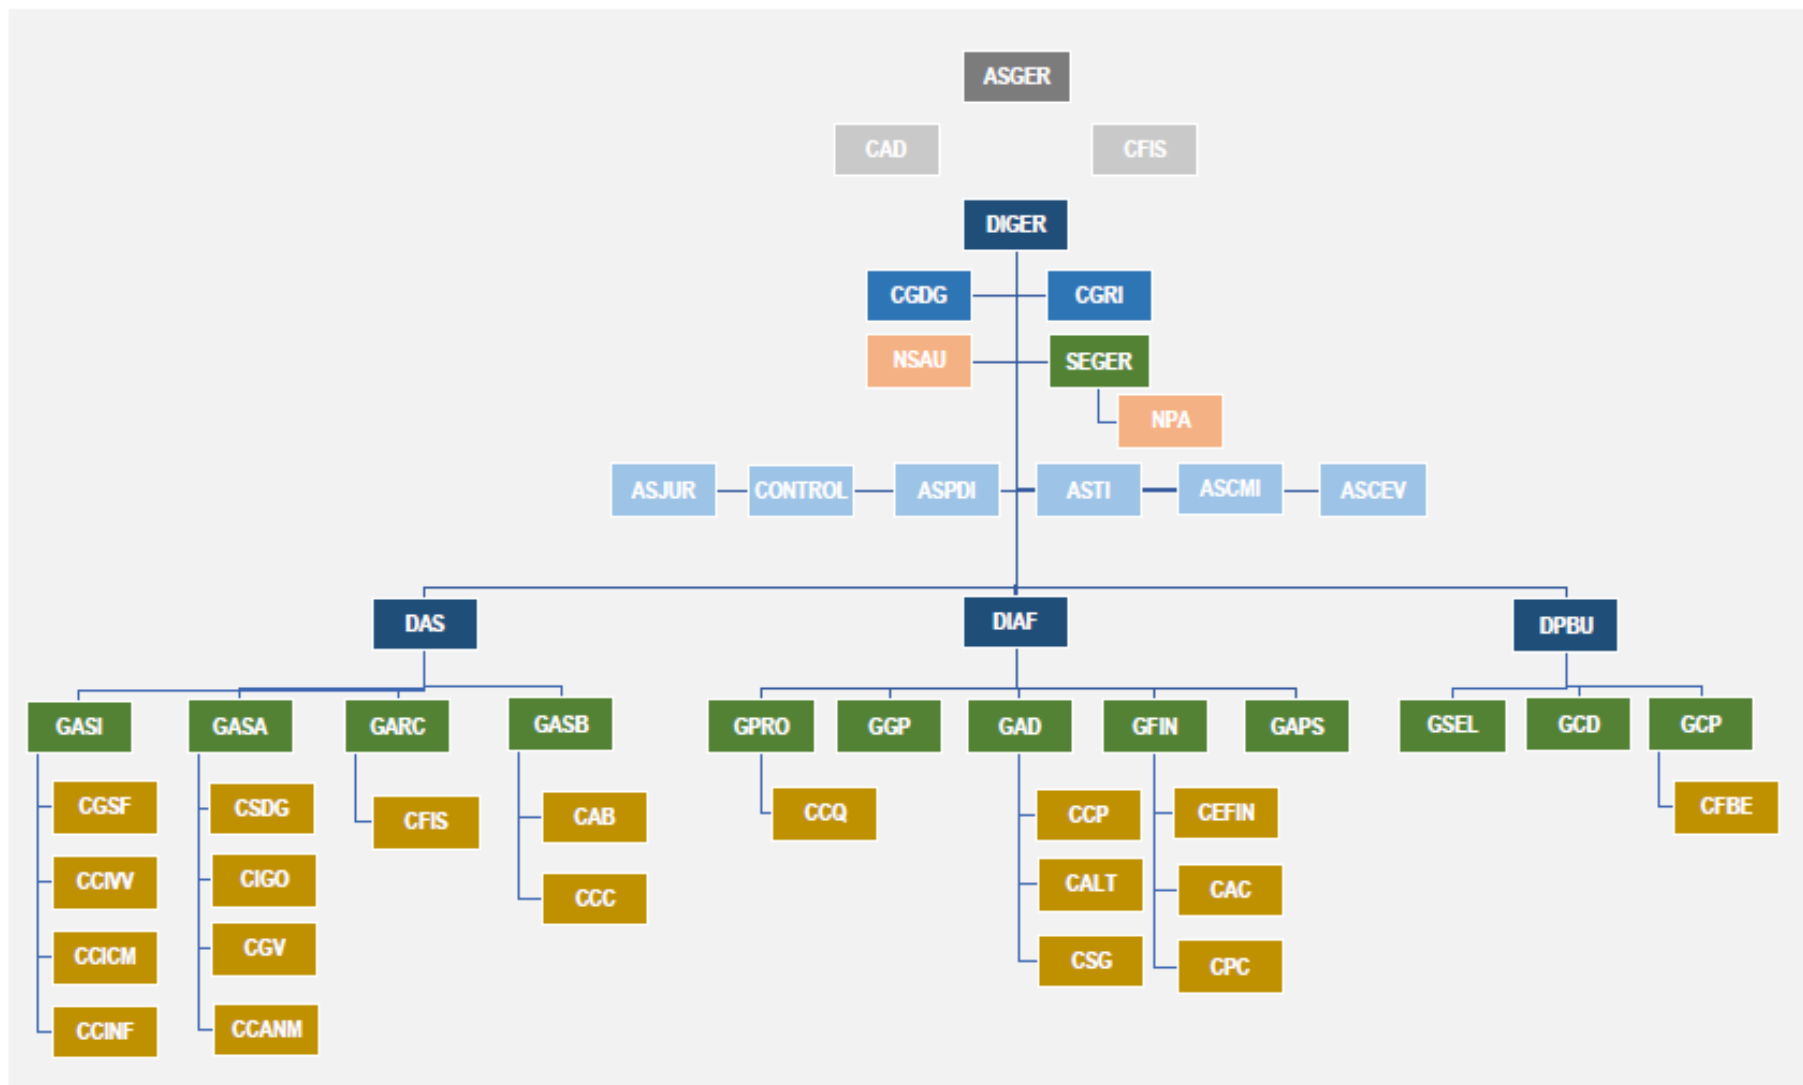 ASGER
CAD
CFIS
DIGER
CGDG
CGRI
NSAU
SEGER
NPA
ASJUR
CONTROL
ASPDI
ASTI
ASCMI
ASCEV
DAS
DIAF
DPBU
GASI
GASA
GARC
GASB
GPRO
GGP
GAD
GFIN
GAPS
GSEL
GCD
GCP
CGSF
CCIVV
CCICM
CCINF
CSDG
CIGO
CGV
CCANM
CFIS
CAB
CCC
CCQ
CCP
CALT
CSG
CEFIN
CAC
CPC
CFBE